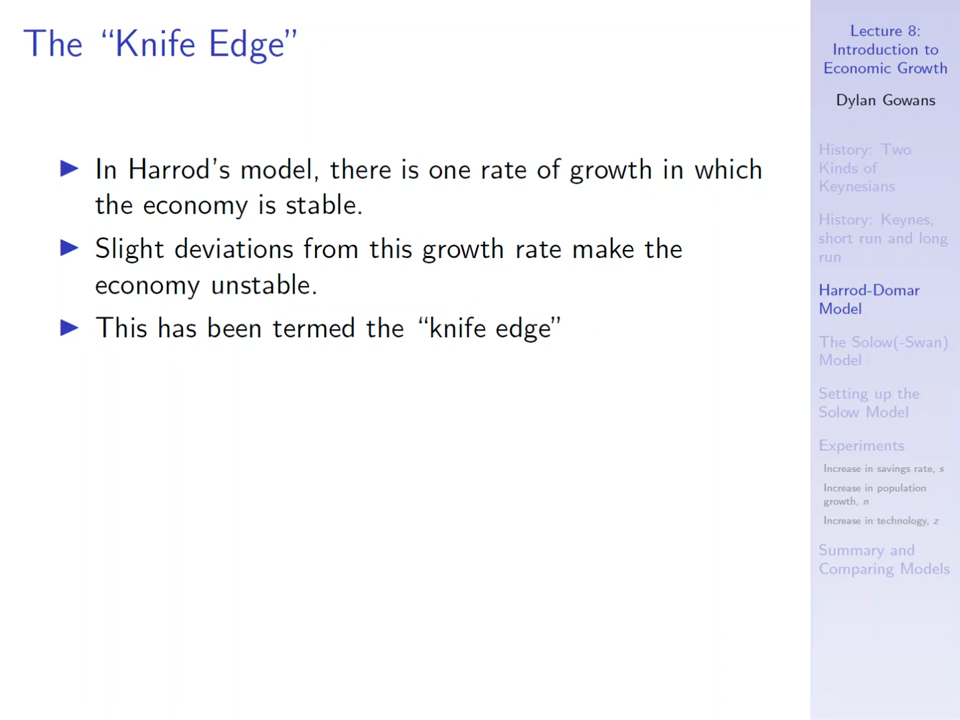 The “Knife Edge”
▶ In Harrod’s model, there is one rate of growth in which
the economy is stable.
▶ Slight deviations from this growth rate make the
economy unstable.
▶ This has been termed the “knife edge”
Lecture 8:
Introduction to
Economic Growth
Dylan Gowans
History: Two
Kinds of
Keynesians
History: Keynes,
short run and long
run
Harrod-Domar
Model
The Solow(-Swan)
Model
Setting up the
Solow Model
Experiments
Increase in savings rate, s
Increase in population
growth, n
Increase in technology, z
Summary and
Comparing Models